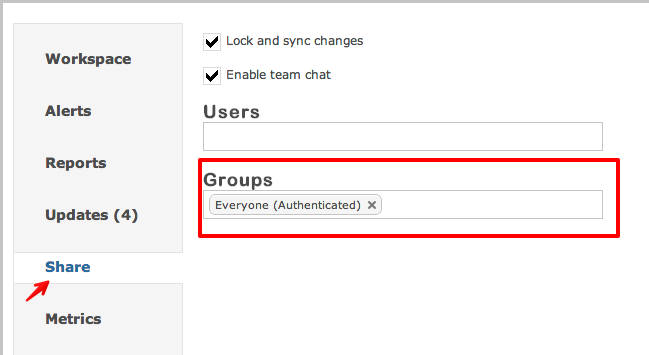 Workspace
Alerts
Reports
Updates (4)
Share
Metrics
Lock and sync changes
Enable team chat
Users
Groups
Everyone (Authenticated)